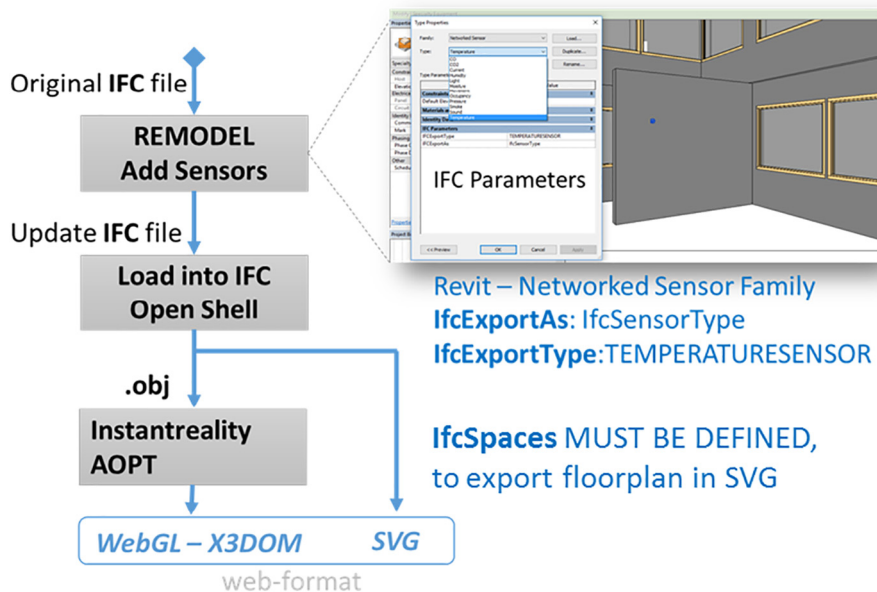 Original IFC file
REMODEL
Add Sensors
Update IFC file
Load into IFC
Open Shell
.obj
Instantreality
AOPT
WebGL – X3DOM
SVG
web-format
Type Properties
Family:
Networked Sensor
Load...
Type:
Temperature
Duplicate...
Rename...
CO
CO2
Current
Humidity
Light
Moisture
Occupancy
Pressure
Smoke
Sound
Temperature
IFC Parameters
IFCExportType
TEMPERATURESENSOR
IFCExportAs
IfcSensorType
IFC Parameters
<< Preview
OK
Cancel
Apply
Revit – Networked Sensor Family
IfcExportAs: IfcSensorType
IfcExportType:TEMPERATURESENSOR
IfcSpaces MUST BE DEFINED,
to export floorplan in SVG